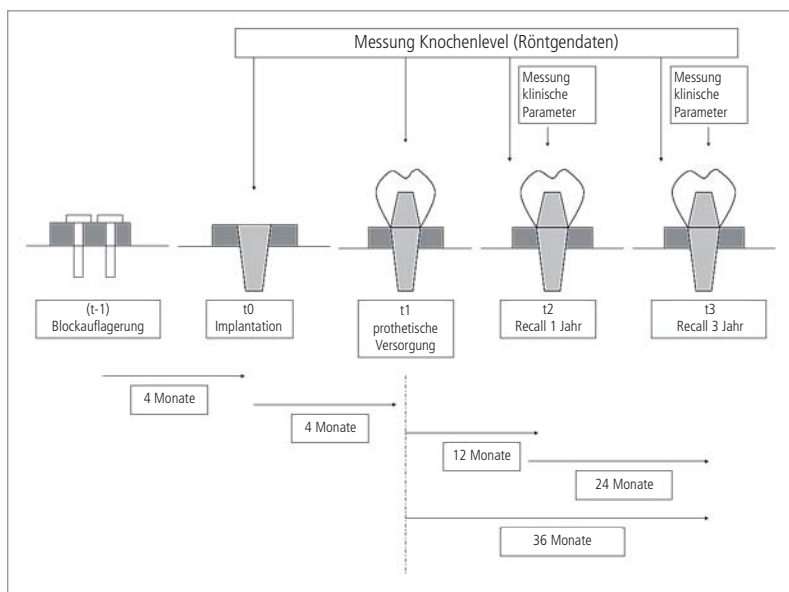 Messung Knochenlevel (Röntgendaten)
Messung
klinische
Parameter
Messung
klinische
Parameter
(t-1)
Blockauflagerung
t0
Implantation
t1
prothetische
Versorgung
t2
Recall 1 Jahr
t3
Recall 3 Jahr
4 Monate
4 Monate
12 Monate
24 Monate
36 Monate